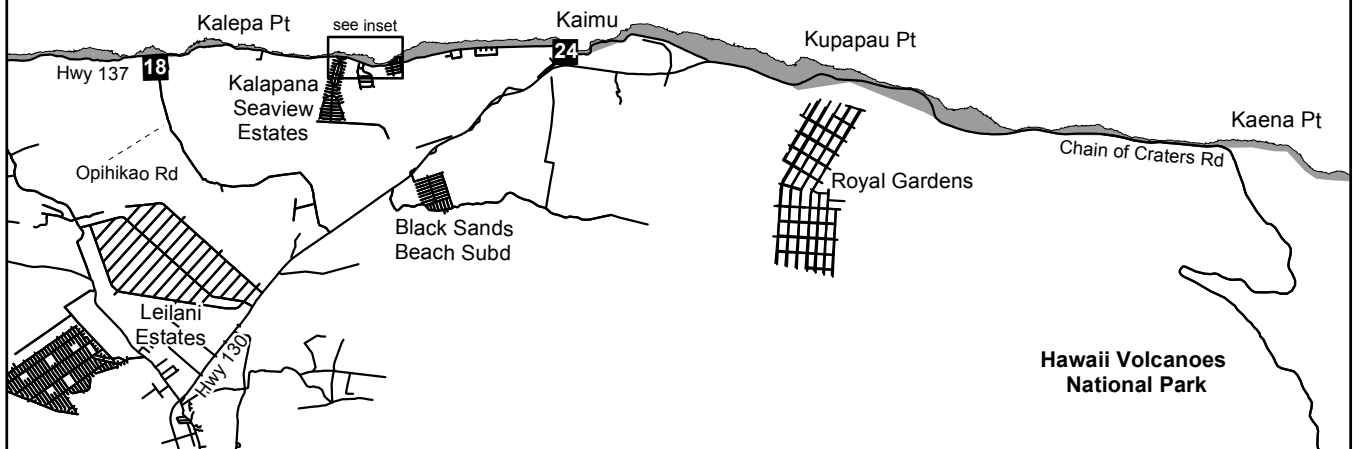 Kalepa Pt
see inset
Kaimu
Kupapau Pt
Hwy 137
18
24
Kalapana
Seaview
Estates
Kaena Pt
Chain of Craters Rd
Opihikao Rd
Royal Gardens
Black Sands
Beach Subd
Leilani
Estates
Hwy 130
Hawaii Volcanoes
National Park